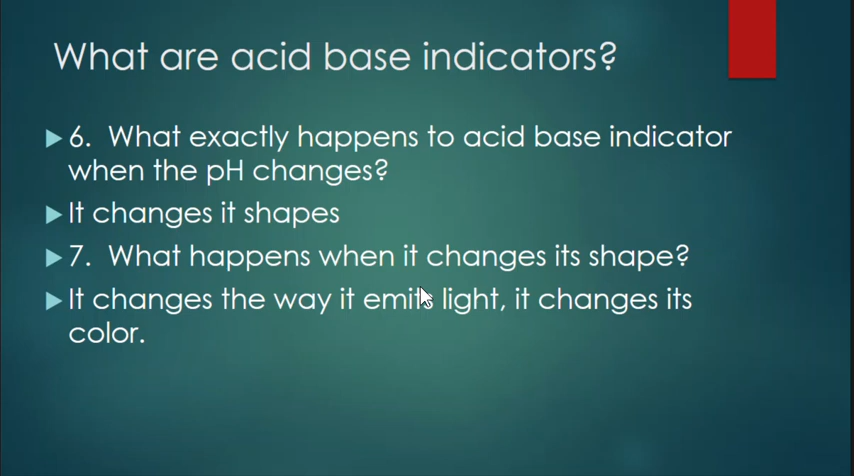 What are acid base indicators?
6. What exactly happens to acid base indicator
when the pH changes?
It changes it shapes
7. What happens when it changes its shape?
It changes the way it emits light, it changes its
color.